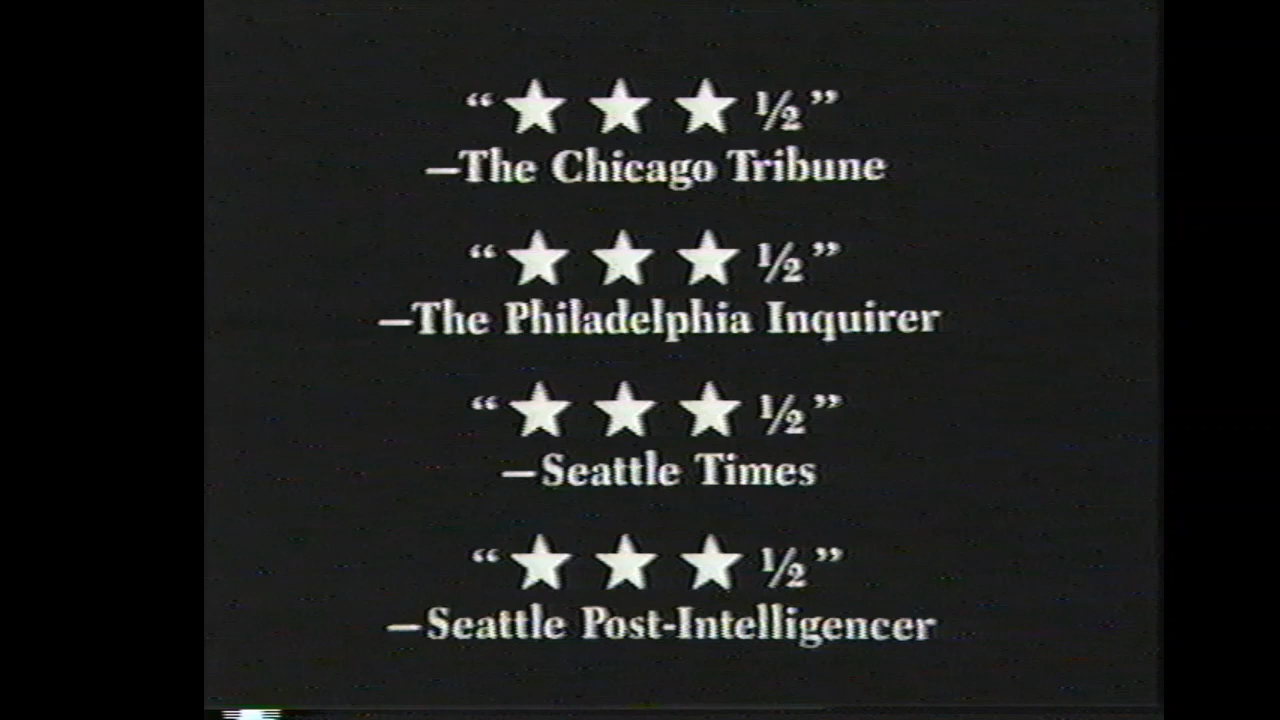 “★ ★ ★ ½”
—The Chicago Tribune
“★ ★ ★ ½”
—The Philadelphia Inquirer
“★ ★ ★ ½”
—Seattle Times
“★ ★ ★ ½”
—Seattle Post-Intelligencer